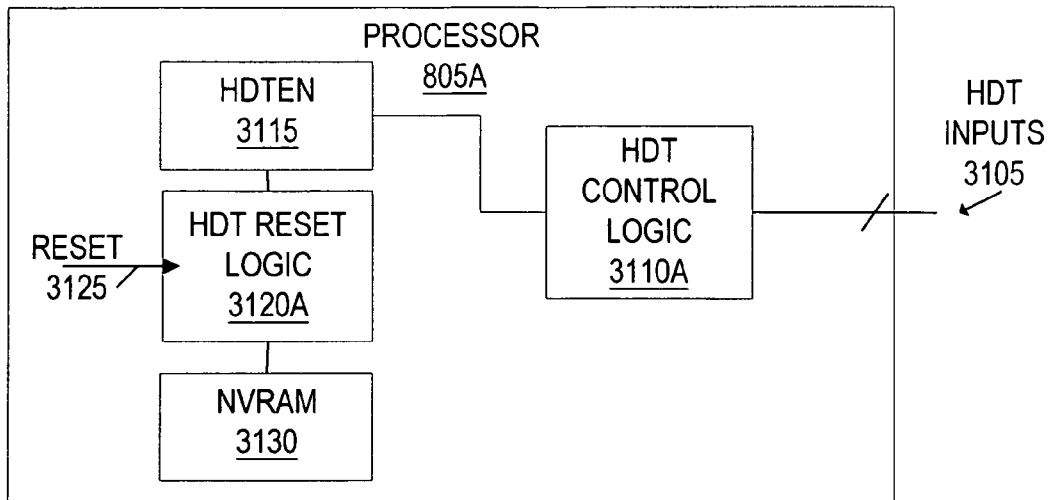 PROCESSOR
805A
HDTEN
3115
HDT
INPUTS
3105
HDT
CONTROL
LOGIC
3110A
HDT RESET
LOGIC
3120A
RESET
3125
NVRAM
3130